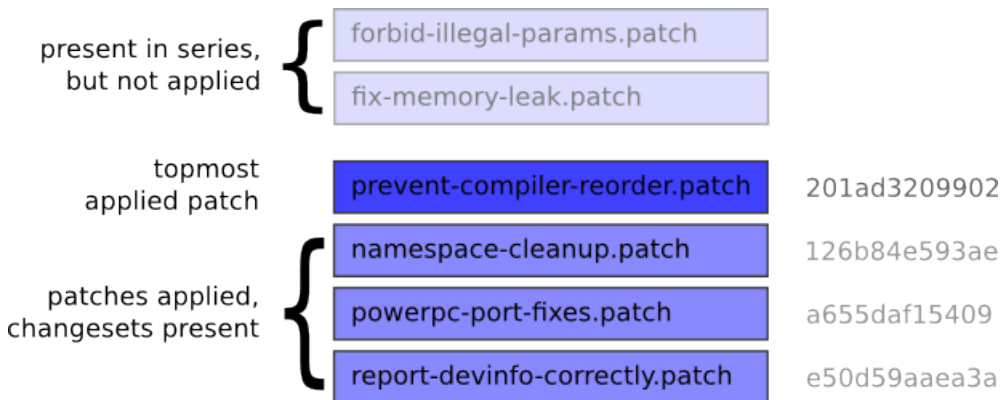 present in series,
but not applied
forbid-illegal-params.patch
fix-memory-leak.patch
topmost
applied patch
prevent-compiler-reorder.patch 201ad3209902
namespace-cleanup.patch 126b84e593ae
patches applied,
changesets present
powerpc-port-fixes.patch a655daf15409
report-devinfo-correctly.patch e50d59aaea3a